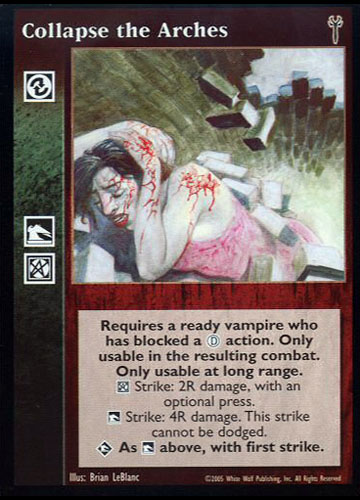 Collapse the Arches
Requires a ready vampire who
has blocked a Ⓓ action. Only
usable in the resulting combat.
Only usable at long range.
Strike: 2R damage, with an
optional press.
Strike: 4R damage. This strike
cannot be dodged.
As above, with first strike.
Illus: Brian LeBlanc ©2005 White Wolf Publishing, Inc. All Rights Reserved